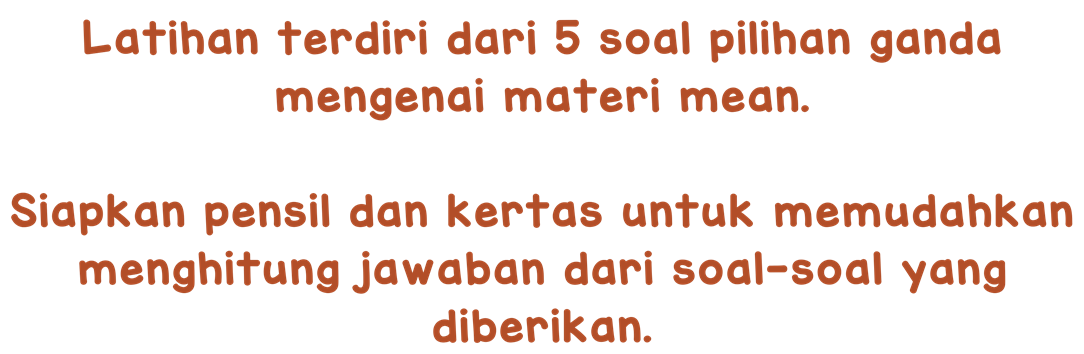 Latihan terdiri dari 5 soal pilihan ganda
mengenai materi mean.
Siapkan pensil dan kertas untuk memudahkan
menghitung jawaban dari soal-soal yang
diberikan.